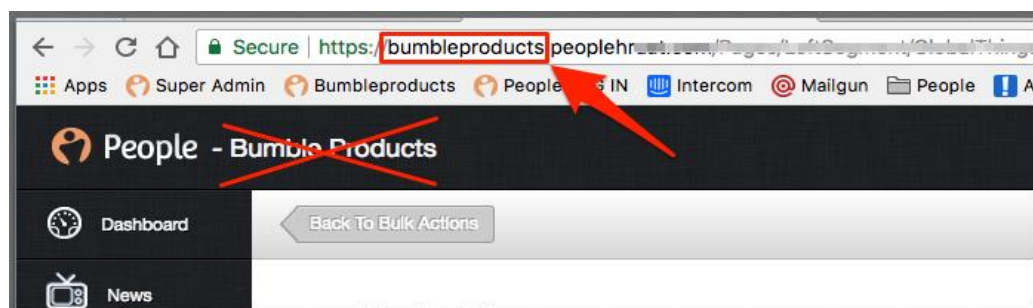 Secure | https://bumbleproducts.peoplehr
Apps Super Admin Bumbleproducts People IN Intercom Mailgun People A
People - Bumble Products
Dashboard
Back To Bulk Actions
News